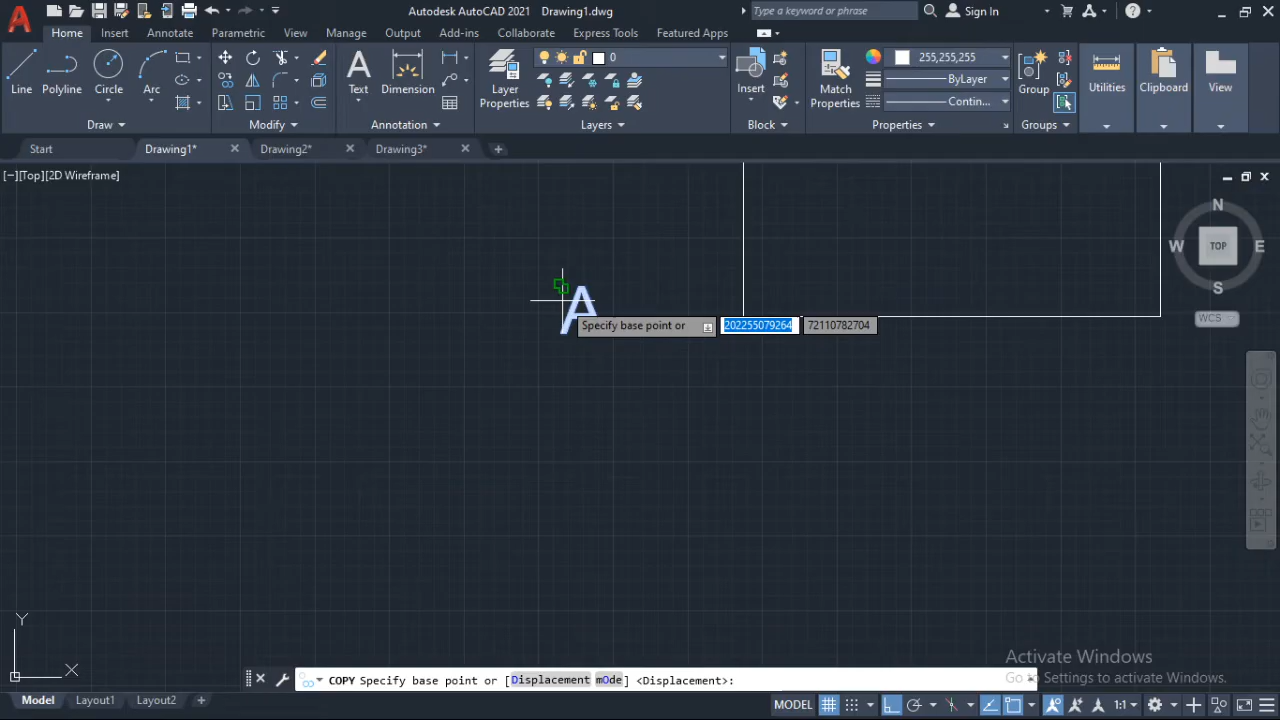 Autodesk AutoCAD 2021 Drawing1.dwg
Type a keyword or phrase
Sign In
Home Insert Annotate Parametric View Manage Output Add-ins Collaborate Express Tools Featured Apps
Line Polyline Circle Arc
Text Dimension
Layer Properties
0
Insert
Match Properties
255,255,255
ByLayer
Contin...
Group
Utilities
Clipboard
View
Draw Modify Annotation Layers Block Properties Groups
Start Drawing1* Drawing2* Drawing3*
[−][Top][2D Wireframe]
N
W TOP E
S
WCS
A
Specify base point or 202255079264 72110782704
Y
X
Activate Windows
Go to Settings to activate Windows.
COPY Specify base point or [Displacement mOde] <Displacement>:
Model Layout1 Layout2
MODEL 1:1